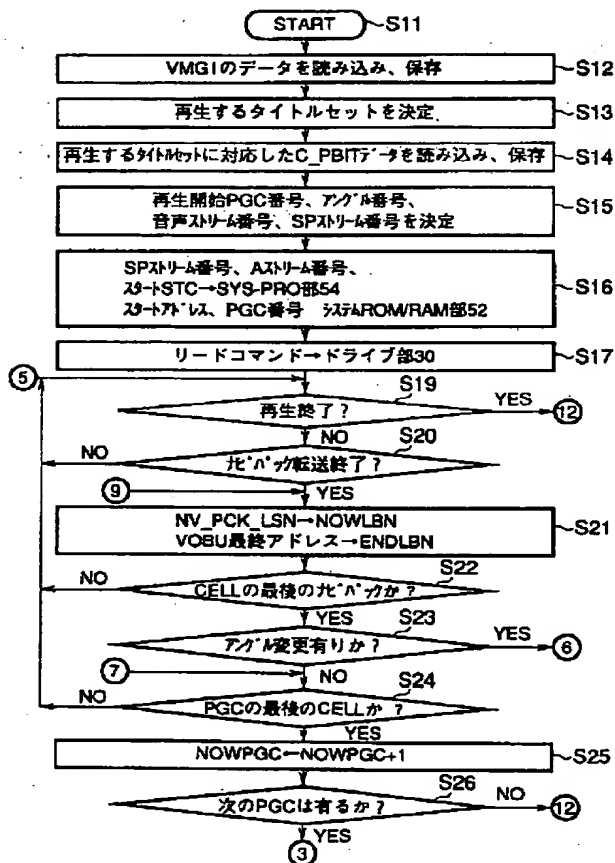 START S11
VMGIのデータを読み込み、保存 S12
再生するタイトルセットを決定 S13
再生するﾀｲﾄﾙｾｯﾄに対応したC_PBITデータを読み込み、保存 S14
再生開始PGC番号、アングル番号、
音声ストリーム番号、SPストリーム番号を決定 S15
SPｽﾄﾘｰﾑ番号、Aｽﾄﾘｰﾑ番号、
ｽﾀｰﾄSTC→SYS-PRO部54
ｽﾀｰﾄｱﾄﾞﾚｽ、PGC番号 ｼｽﾃﾑROM/RAM部52 S16
リードコマンド→ドライブ部30 S17
⑤
S19
再生終了？ YES ⑫
NO
S20
NO ﾅﾋﾞﾊﾟｯｸ転送終了？
⑨ YES
NV_PCK_LSN→NOWLBN
VOBU最終アドレス→ENDLBN S21
S22
NO CELLの最後のﾅﾋﾞﾊﾟｯｸか？
YES
S23
ｱﾝｸﾞﾙ変更有りか？ YES ⑥
⑦ NO
S24
NO PGCの最後のCELLか？
YES
NOWPGC←NOWPGC+1 S25
S26
次のPGCは有るか？ NO ⑫
YES
③